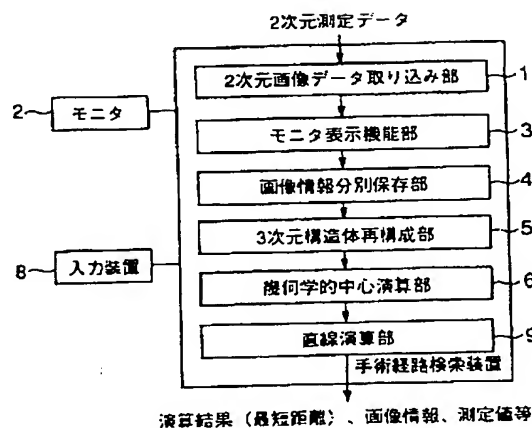 2次元測定データ
2次元画像データ取り込み部
1
2
モニタ
モニタ表示機能部
3
画像情報分別保存部
4
3次元構造体再構成部
5
8
入力装置
幾何学的中心演算部
6
直線演算部
9
手術経路検索装置
演算結果（最短距離）、画像情報、測定値等